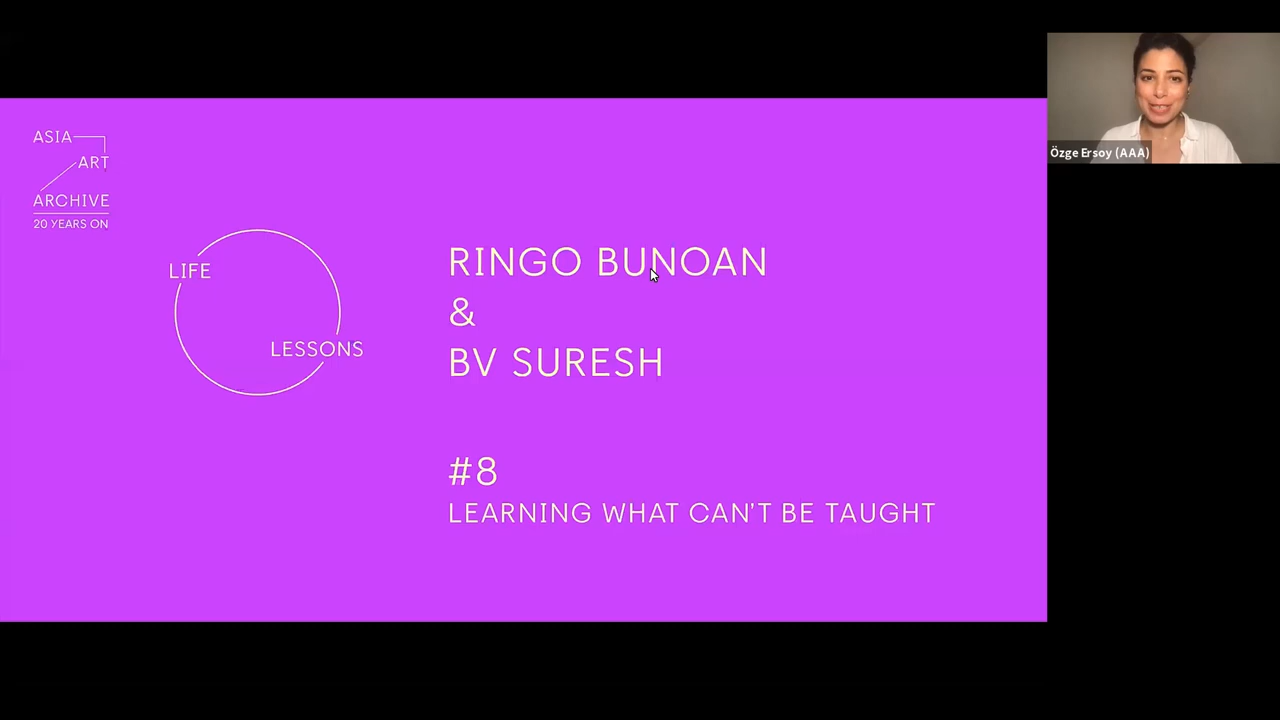 ASIA
ART
ARCHIVE
20 YEARS ON
LIFE
LESSONS
RINGO BUNOAN
&
BV SURESH
#8
LEARNING WHAT CAN'T BE TAUGHT
Özge Ersoy (AAA)